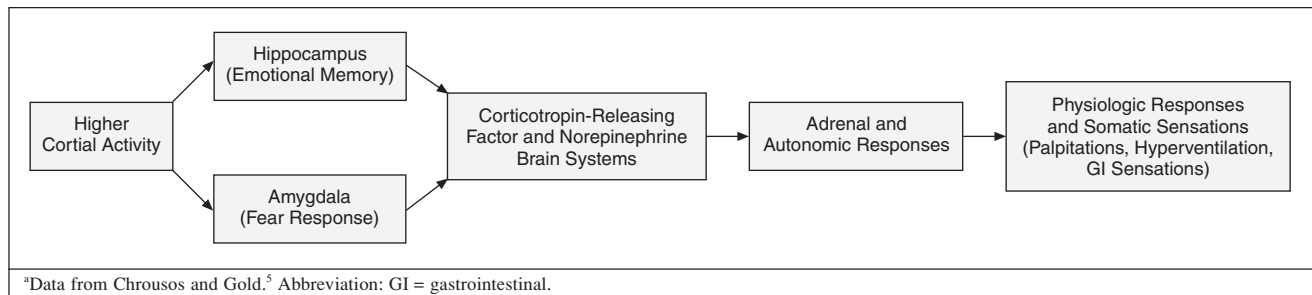 Higher
Cortial Activity
Hippocampus
(Emotional Memory)
Amygdala
(Fear Response)
Corticotropin-Releasing
Factor and Norepinephrine
Brain Systems
Adrenal and
Autonomic Responses
Physiologic Responses
and Somatic Sensations
(Palpitations, Hyperventilation,
GI Sensations)
ᵃData from Chrousos and Gold.⁵ Abbreviation: GI = gastrointestinal.